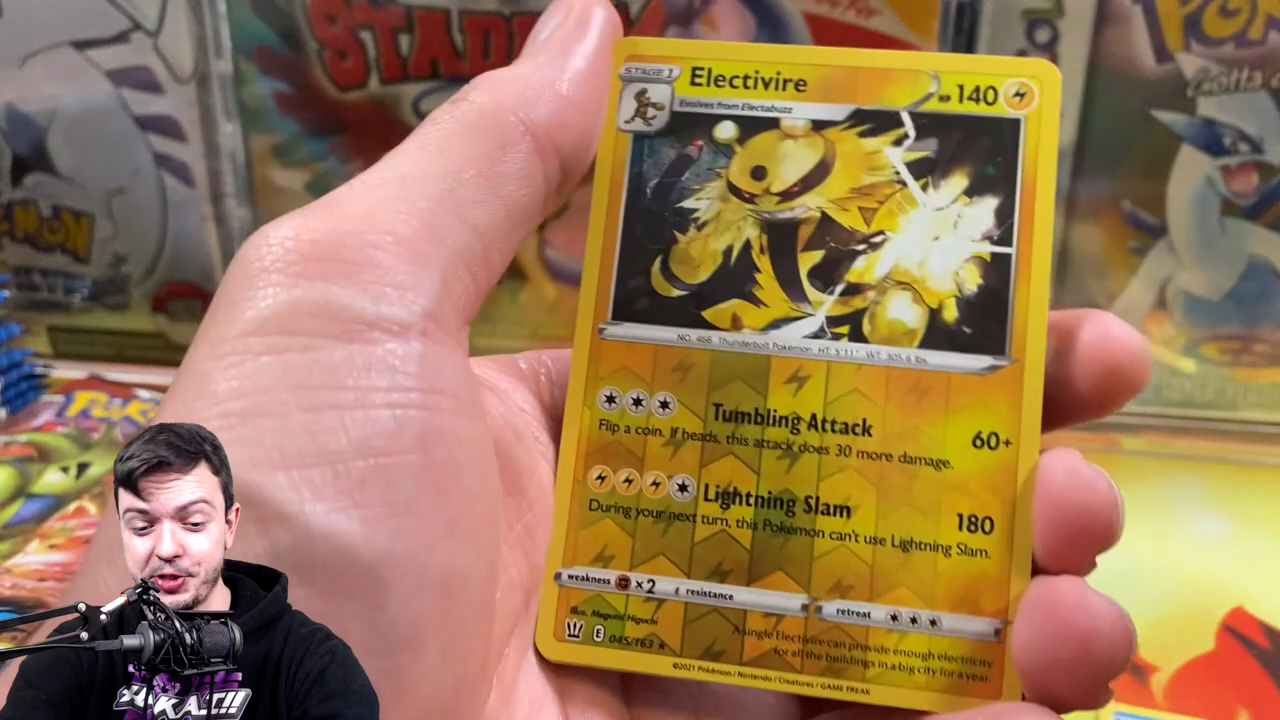 STAGE 1
Electivire
HP 140
Evolves from Electabuzz
NO. 466 Thunderbolt Pokémon HT: 5'11" WT: 305.6 lbs.
Tumbling Attack 60+
Flip a coin. If heads, this attack does 30 more damage.
Lightning Slam 180
During your next turn, this Pokémon can't use Lightning Slam.
weakness ×2 resistance retreat
Illus. Megumi Higuchi
E 045/163 ★
A single Electivire can provide enough electricity
for all the buildings in a big city for a year.
©2021 Pokémon / Nintendo / Creatures / GAME FREAK